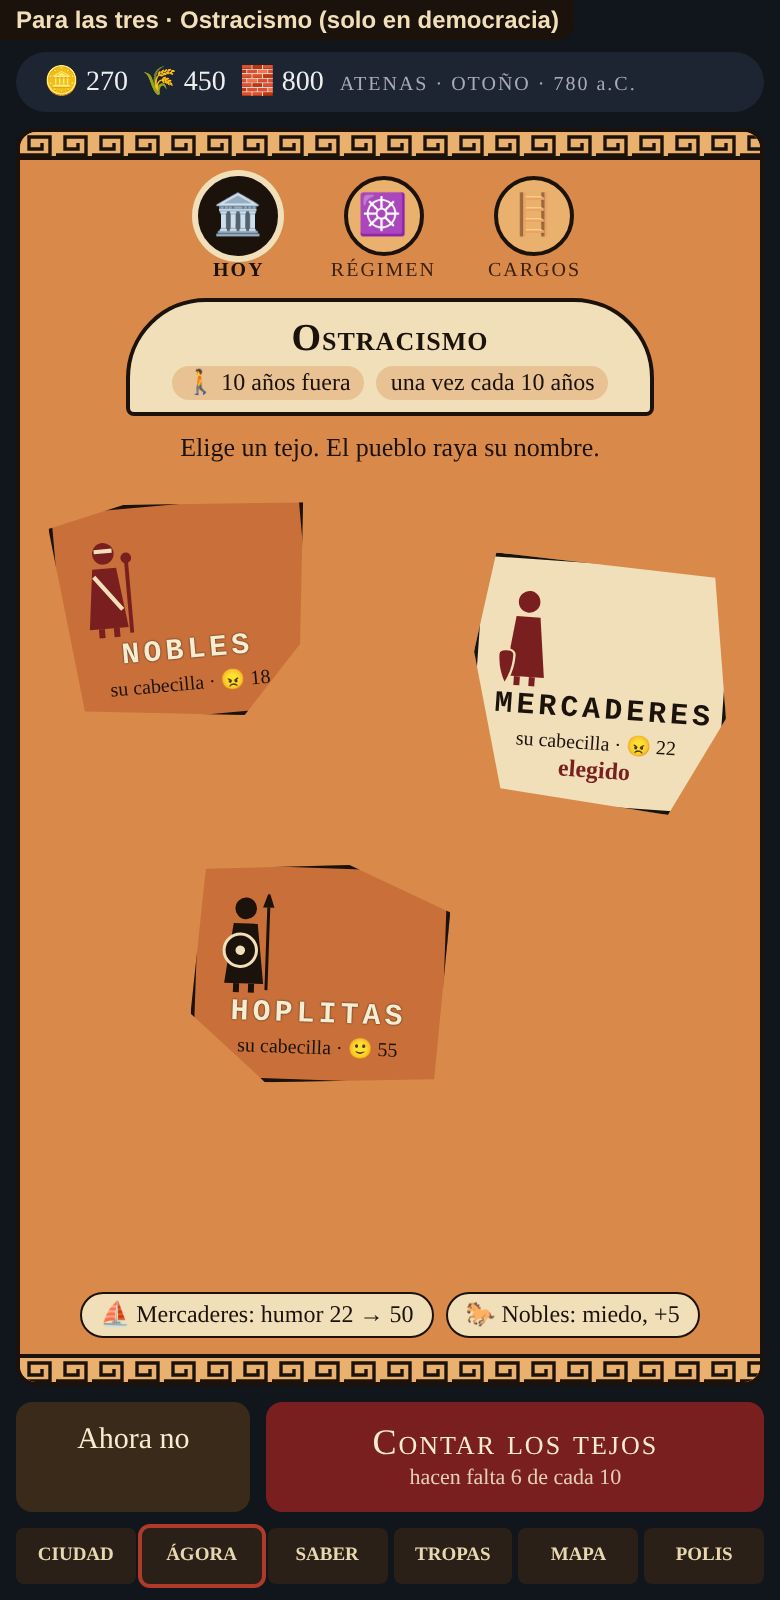 Para las tres · Ostracismo (solo en democracia)
270 450 800 ATENAS · OTOÑO · 780 a.C.
HOY RÉGIMEN CARGOS
Ostracismo
10 años fuera una vez cada 10 años
Elige un tejo. El pueblo raya su nombre.
NOBLES
su cabecilla · 😠 18
MERCADERES
su cabecilla · 😠 22
elegido
HOPLITAS
su cabecilla · 🙂 55
Mercaderes: humor 22 → 50 Nobles: miedo, +5
Ahora no
Contar los tejos
hacen falta 6 de cada 10
CIUDAD ÁGORA SABER TROPAS MAPA POLIS